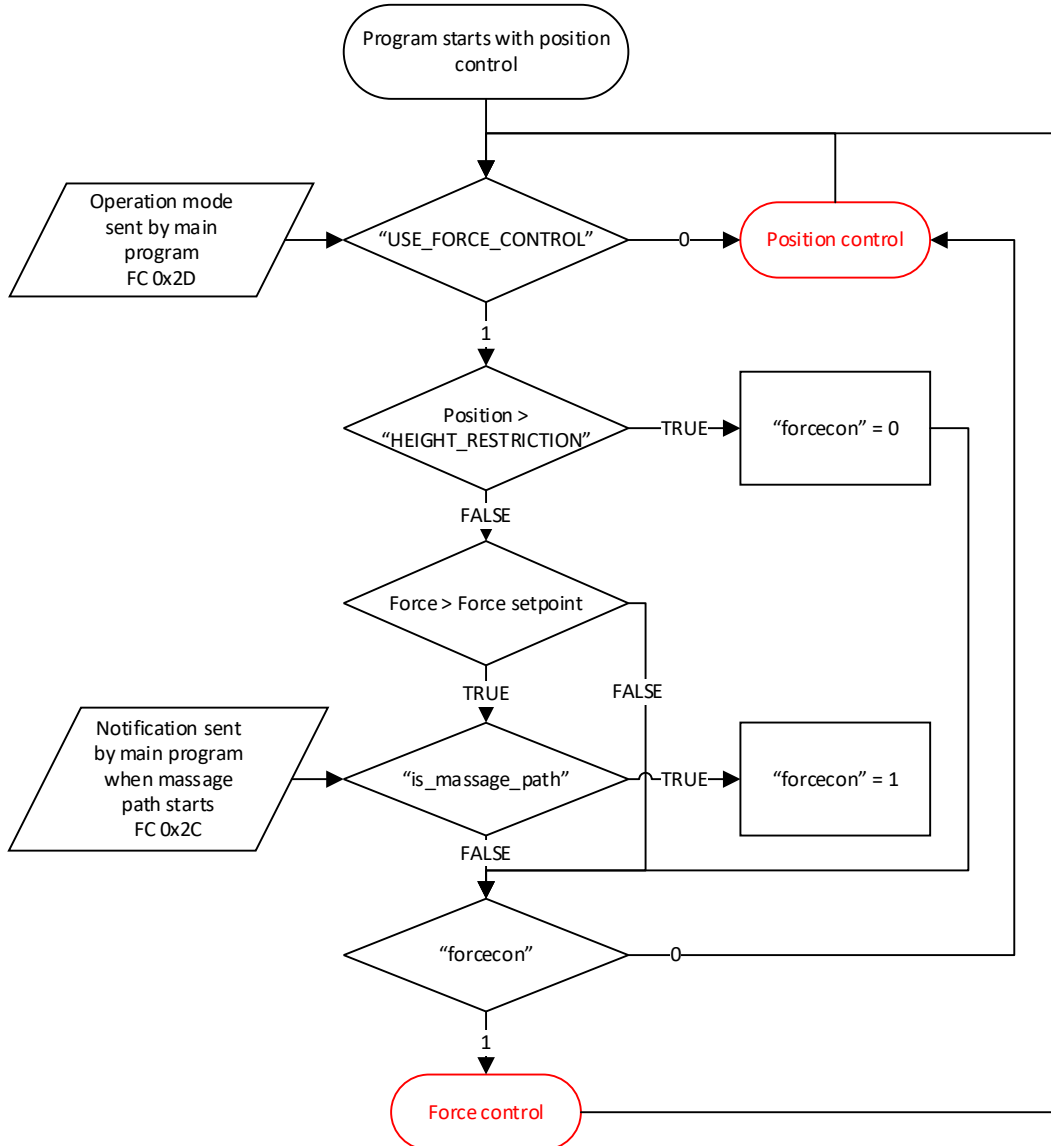 Program starts with position
control
Operation mode
sent by main
program
FC 0x2D
“USE_FORCE_CONTROL”
0
Position control
1
Position >
“HEIGHT_RESTRICTION”
TRUE
“forcecon” = 0
FALSE
Force > Force setpoint
TRUE
FALSE
Notification sent
by main program
when massage
path starts
FC 0x2C
“is_massage_path”
TRUE
“forcecon” = 1
FALSE
“forcecon”
0
1
Force control